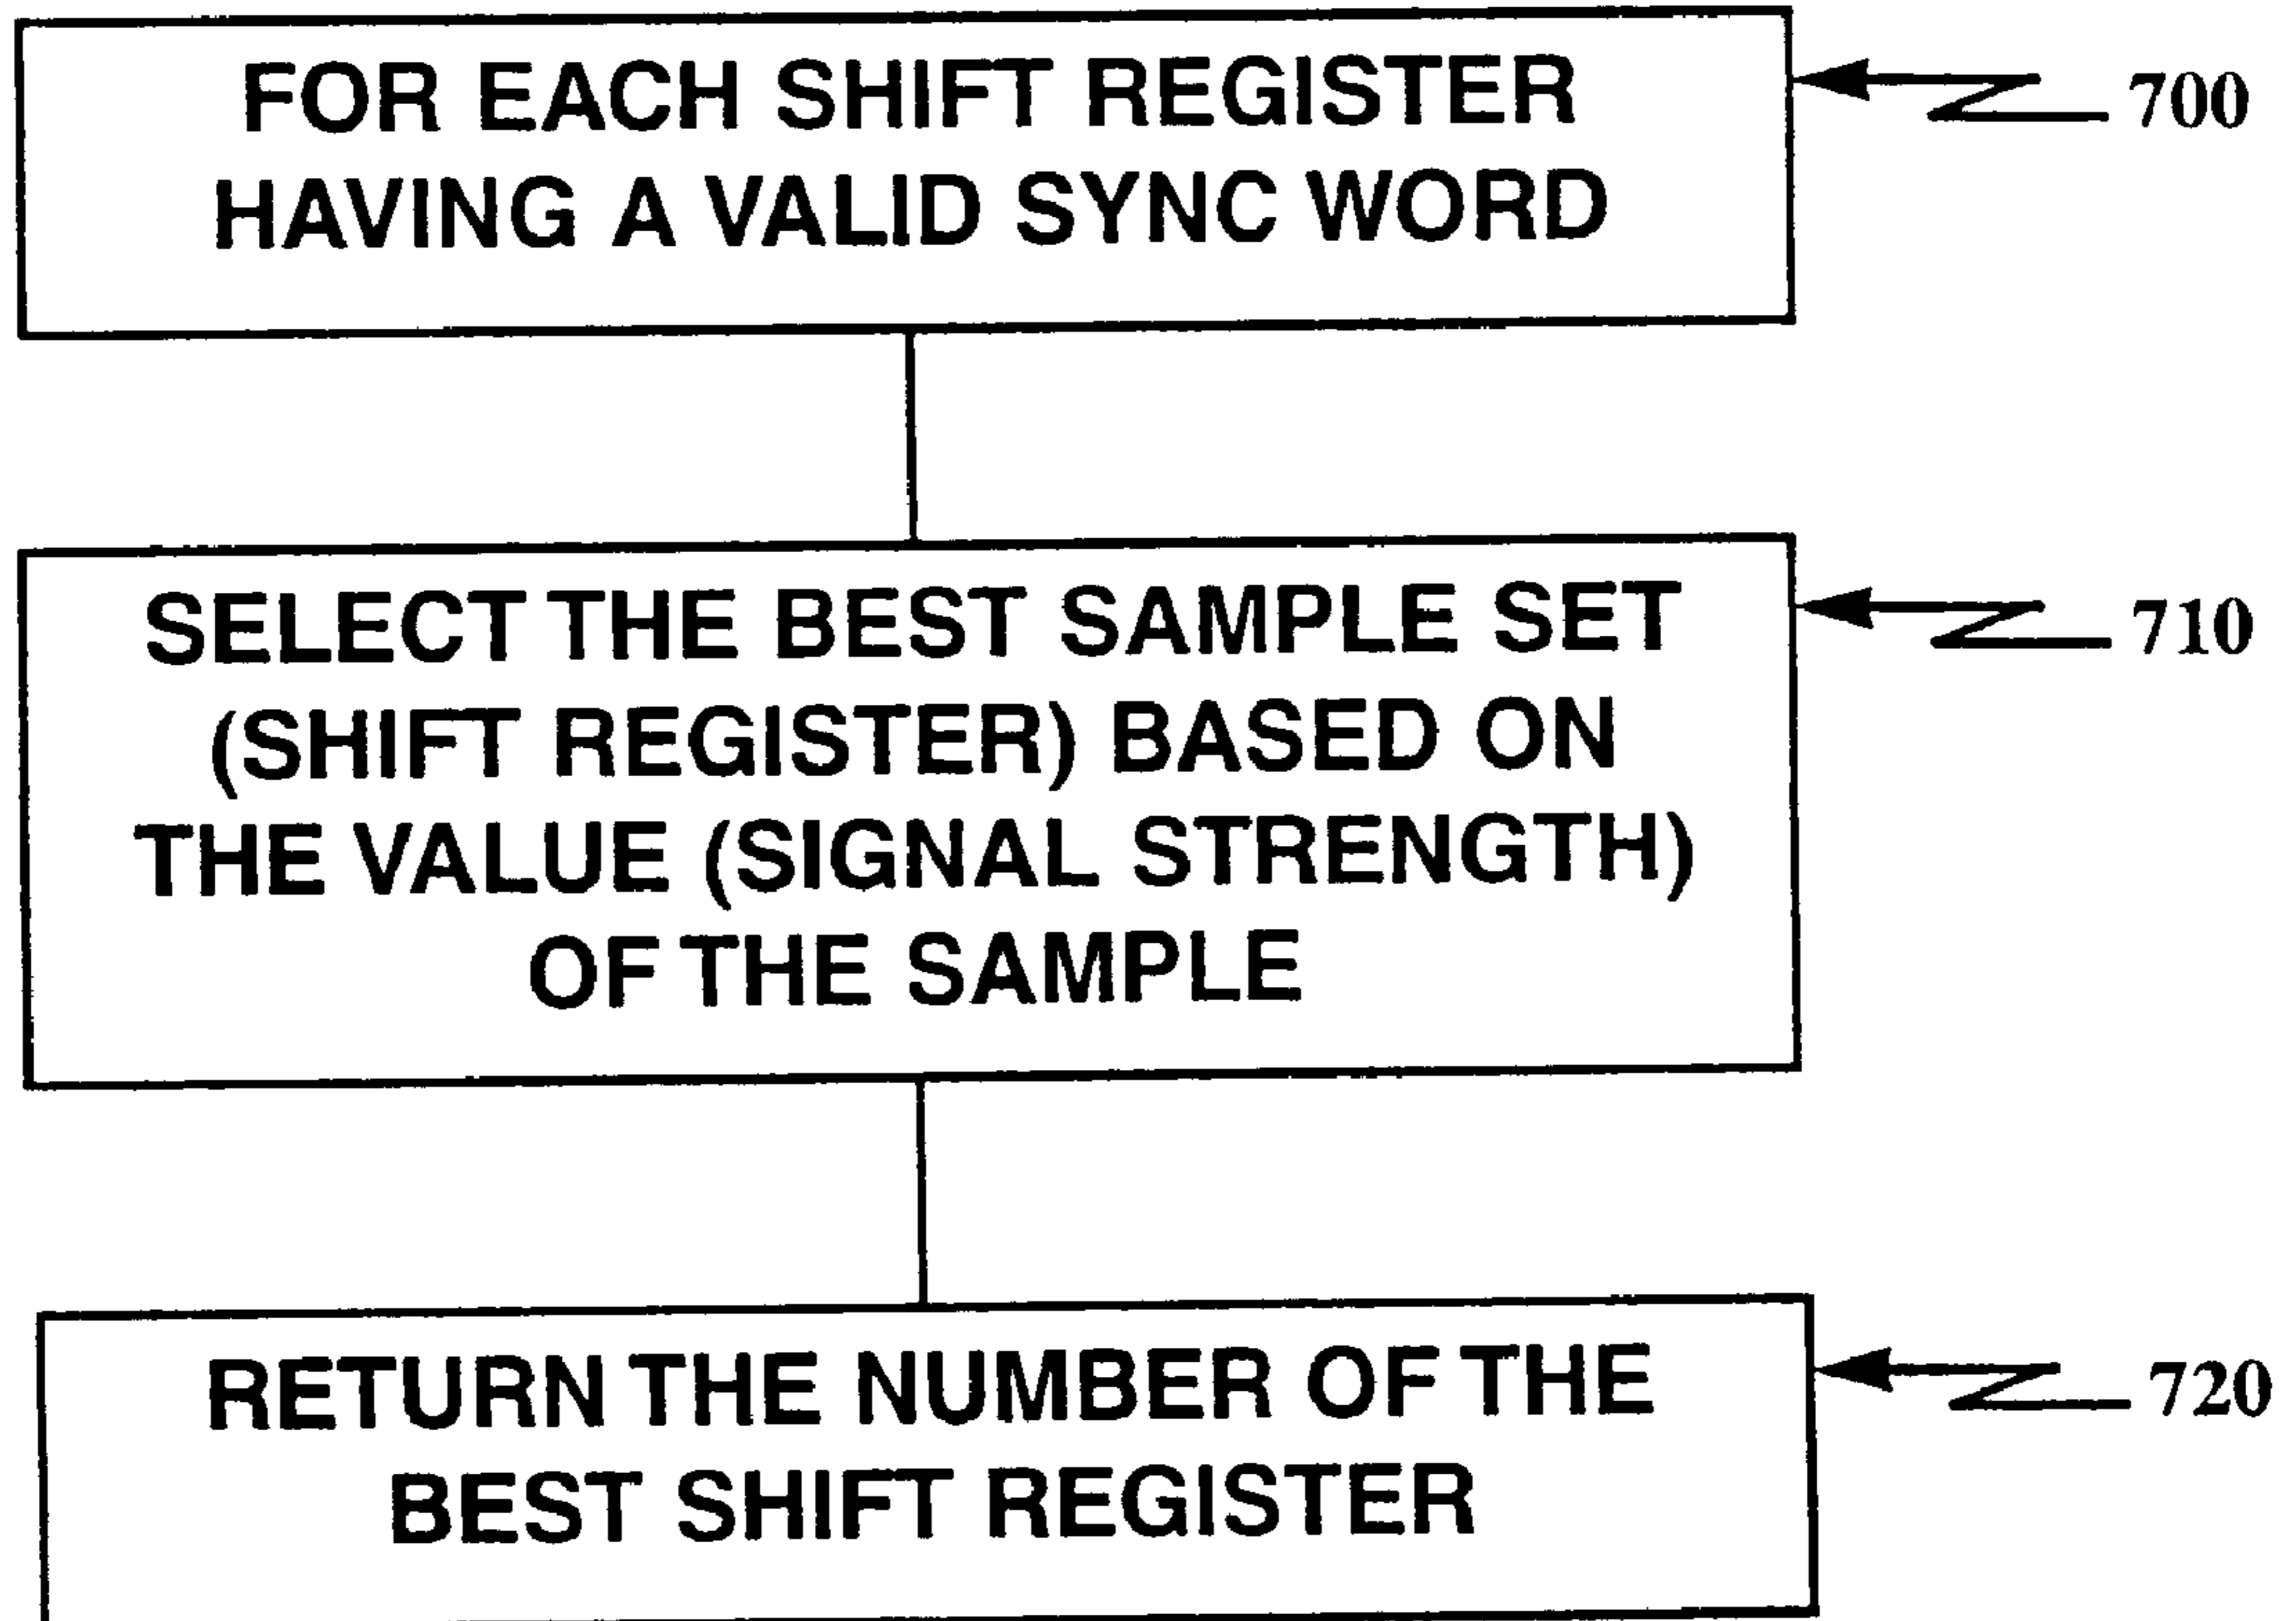 FOR EACH SHIFT REGISTER
HAVING A VALID SYNC WORD
700
SELECT THE BEST SAMPLE SET
(SHIFT REGISTER) BASED ON
THE VALUE (SIGNAL STRENGTH)
OF THE SAMPLE
710
RETURN THE NUMBER OF THE
BEST SHIFT REGISTER
720